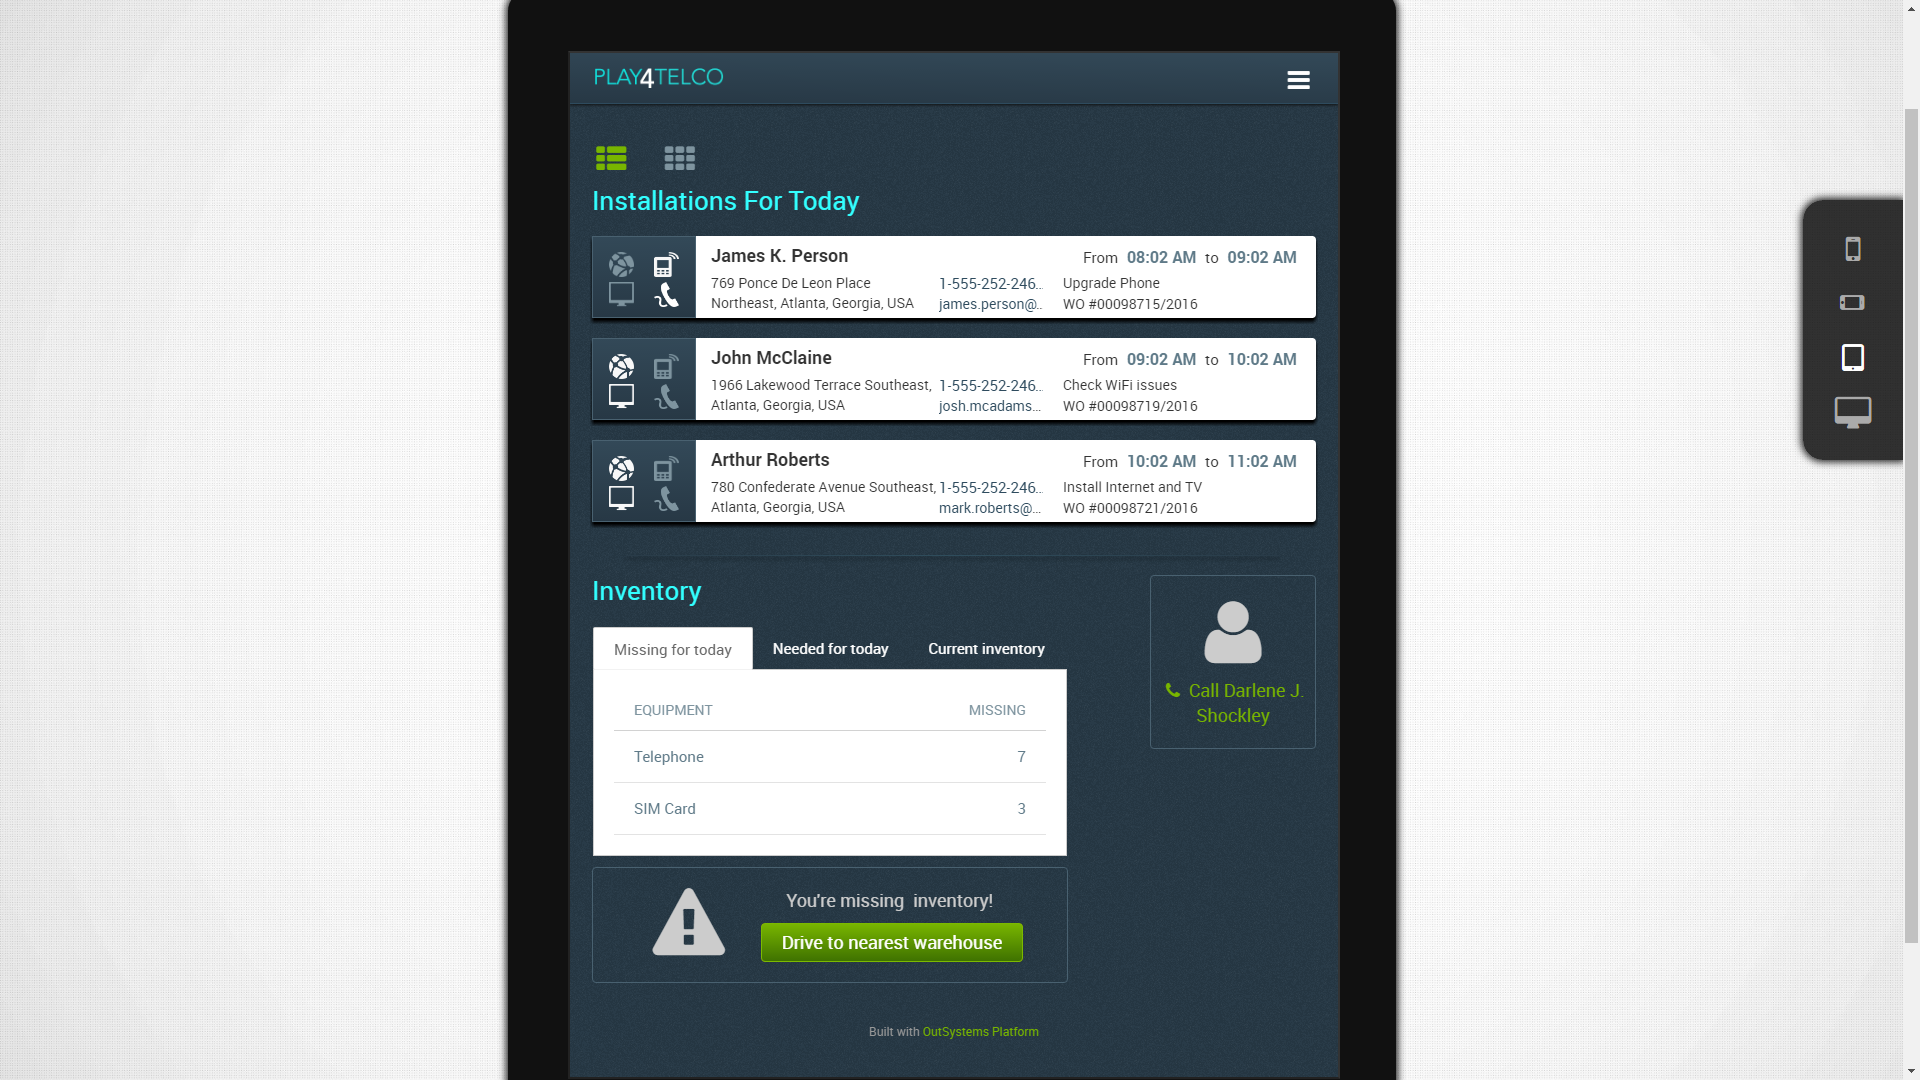 PLAY4TELCO
Installations For Today
James K. Person
From 08:02 AM to 09:02 AM
769 Ponce De Leon Place
Northeast, Atlanta, Georgia, USA
1-555-252-246...
james.person@...
Upgrade Phone
WO #00098715/2016
John McClaine
From 09:02 AM to 10:02 AM
1966 Lakewood Terrace Southeast,
Atlanta, Georgia, USA
1-555-252-246...
josh.mcadams...
Check WiFi issues
WO #00098719/2016
Arthur Roberts
From 10:02 AM to 11:02 AM
780 Confederate Avenue Southeast,
Atlanta, Georgia, USA
1-555-252-246...
mark.roberts@...
Install Internet and TV
WO #00098721/2016
Inventory
Missing for today Needed for today Current inventory
EQUIPMENT MISSING
Telephone 7
SIM Card 3
Call Darlene J.
Shockley
You're missing inventory!
Drive to nearest warehouse
Built with OutSystems Platform